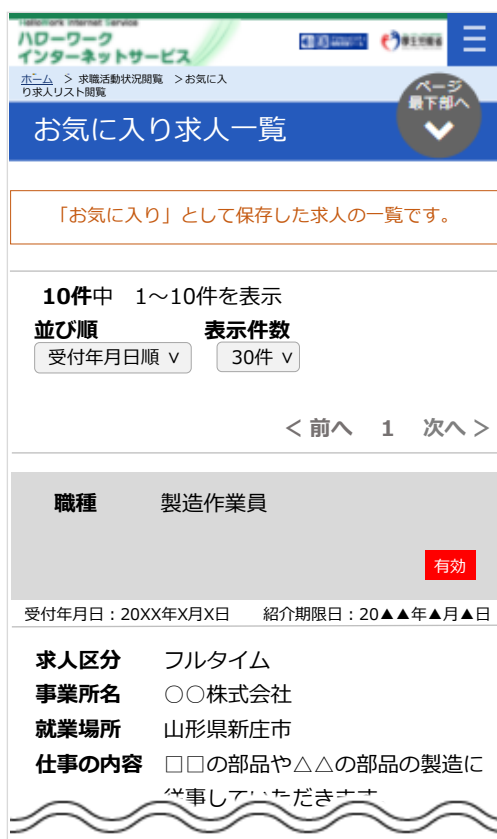 HelloWork Internet Service
ハローワーク
インターネットサービス
厚生労働省
ホーム ＞ 求職活動状況閲覧 ＞お気に入
り求人リスト閲覧
ページ
最下部へ
お気に入り求人一覧
「お気に入り」として保存した求人の一覧です。
10件中 1～10件を表示
並び順 表示件数
受付年月日順 ∨ 30件 ∨
＜前へ 1 次へ＞
職種 製造作業員
有効
受付年月日：20XX年X月X日 紹介期限日：20▲▲年▲月▲日
求人区分 フルタイム
事業所名 ○○株式会社
就業場所 山形県新庄市
仕事の内容 □□の部品や△△の部品の製造に
従事していただきます